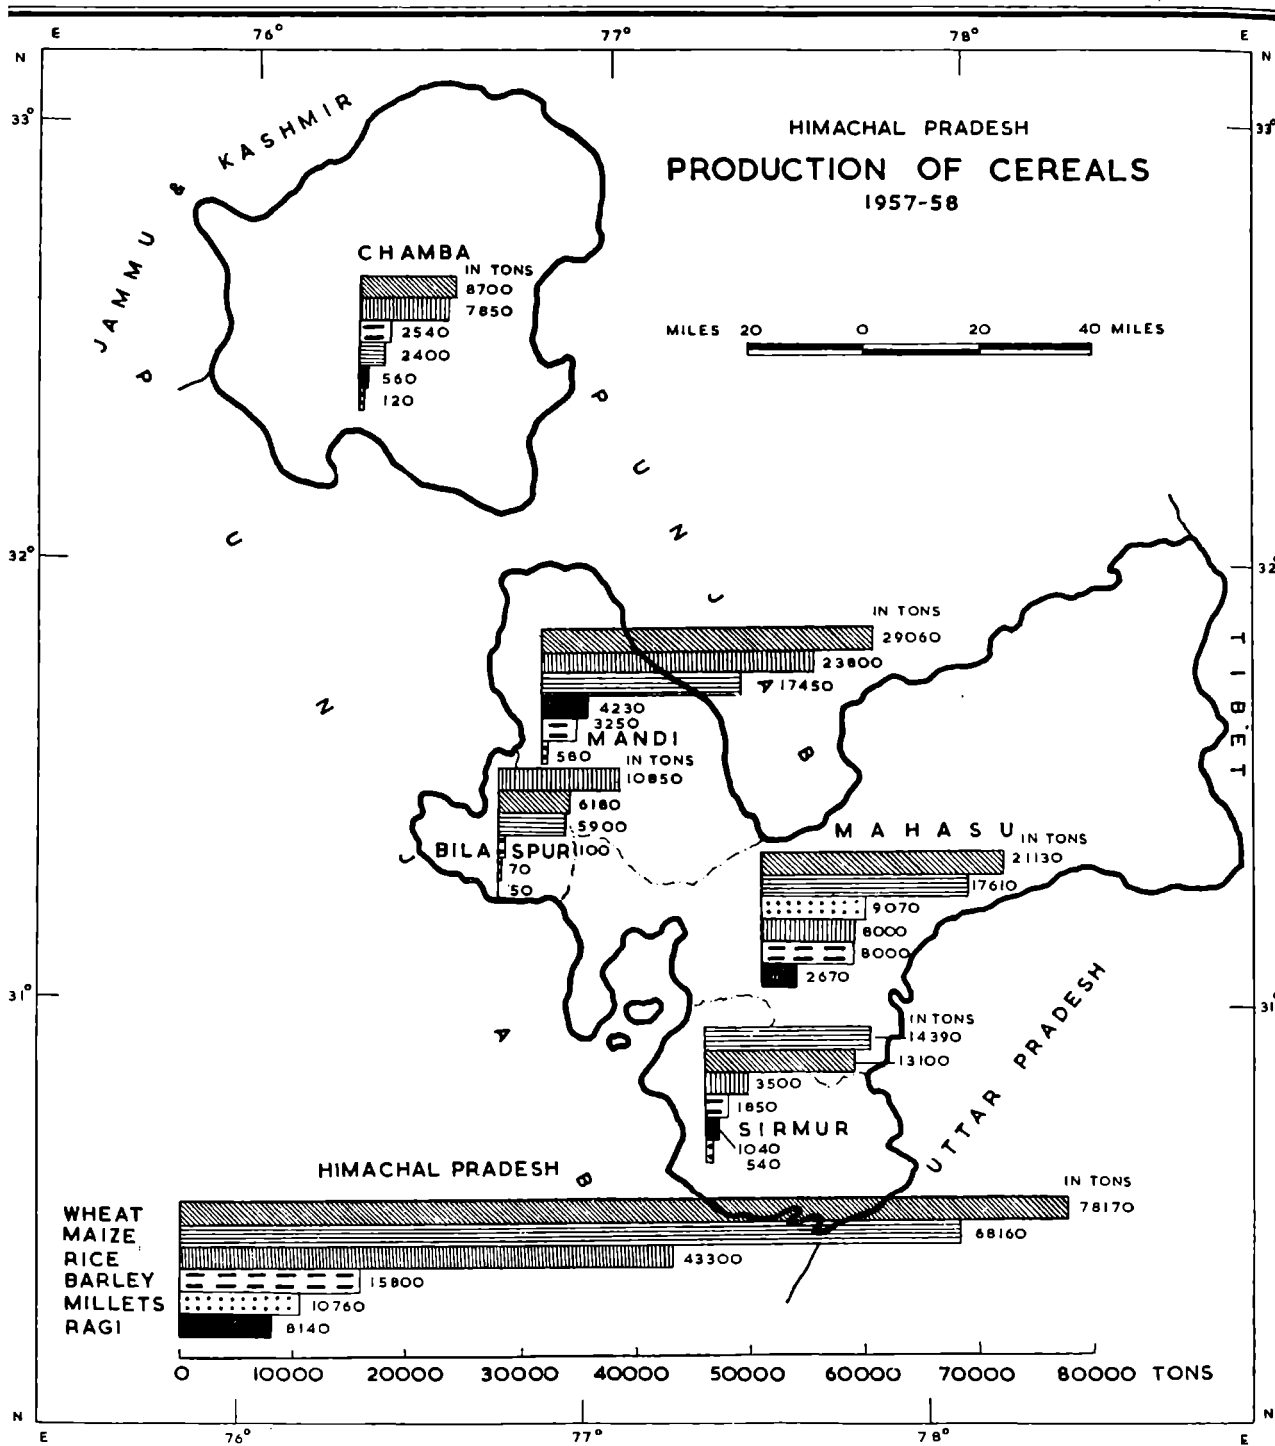 E 76° 77° 78° E
N N
33° 33°
HIMACHAL PRADESH
PRODUCTION OF CEREALS
1957-58
JAMMU & KASHMIR
CHAMBA
IN TONS
8700
7850
2540
2400
560
120
MILES 20 0 20 40 MILES
PUNJAB
PUNJAB
32° 32°
TIBET
IN TONS
29060
23800
17450
4230
3250
MANDI
580
IN TONS
10850
6180
5900
BILASPUR 100
70
50
MAHASU
IN TONS
21130
17610
9070
8000
8000
2670
31° 31°
UTTAR PRADESH
IN TONS
14390
13100
3500
1850
SIRMUR
1040
540
HIMACHAL PRADESH
IN TONS
WHEAT 78170
MAIZE 68160
RICE 43300
BARLEY 15800
MILLETS 10760
RAGI 8140
0 10000 20000 30000 40000 50000 60000 70000 80000 TONS
N N
E 76° 77° 78° E